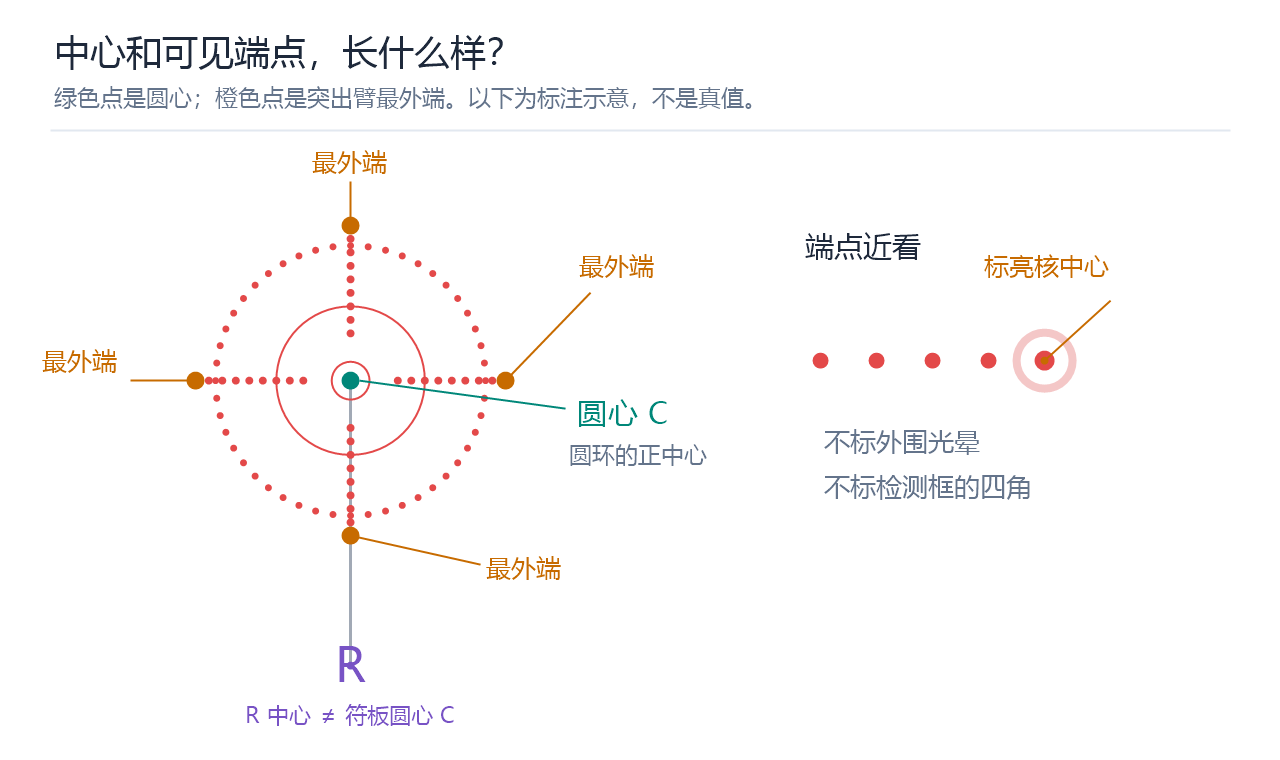 中心和可见端点，长什么样？
绿色点是圆心；橙色点是突出臂最外端。以下为标注示意，不是真值。
最外端
最外端
最外端
圆心 C
圆环的正中心
最外端
R
R 中心 ≠ 符板圆心 C
端点近看
标亮核中心
不标外围光晕
不标检测框的四角